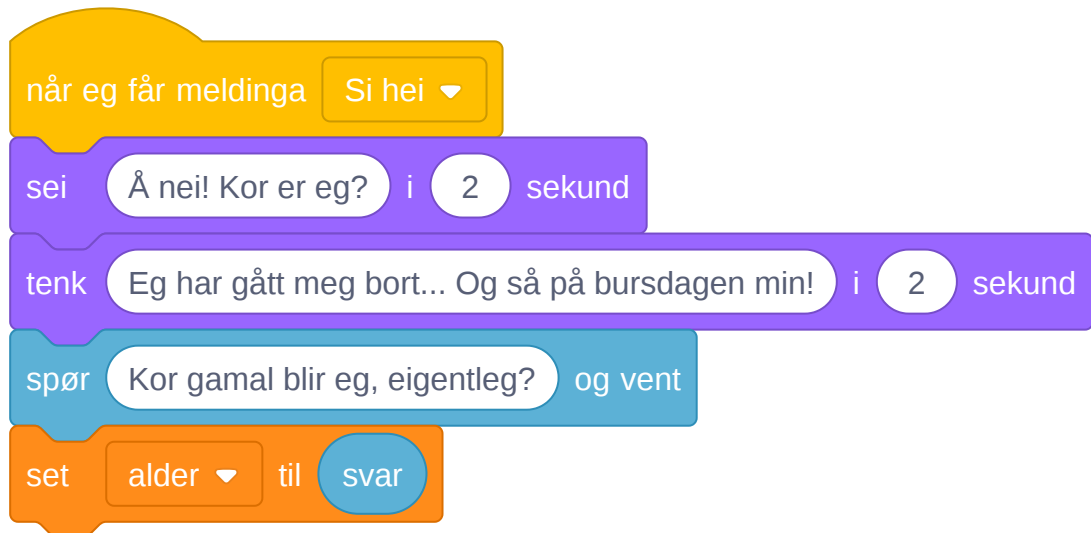 når eg får meldinga Si hei
sei Å nei! Kor er eg? i 2 sekund
tenk Eg har gått meg bort... Og så på bursdagen min! i 2 sekund
spør Kor gamal blir eg, eigentleg? og vent
set alder til svar